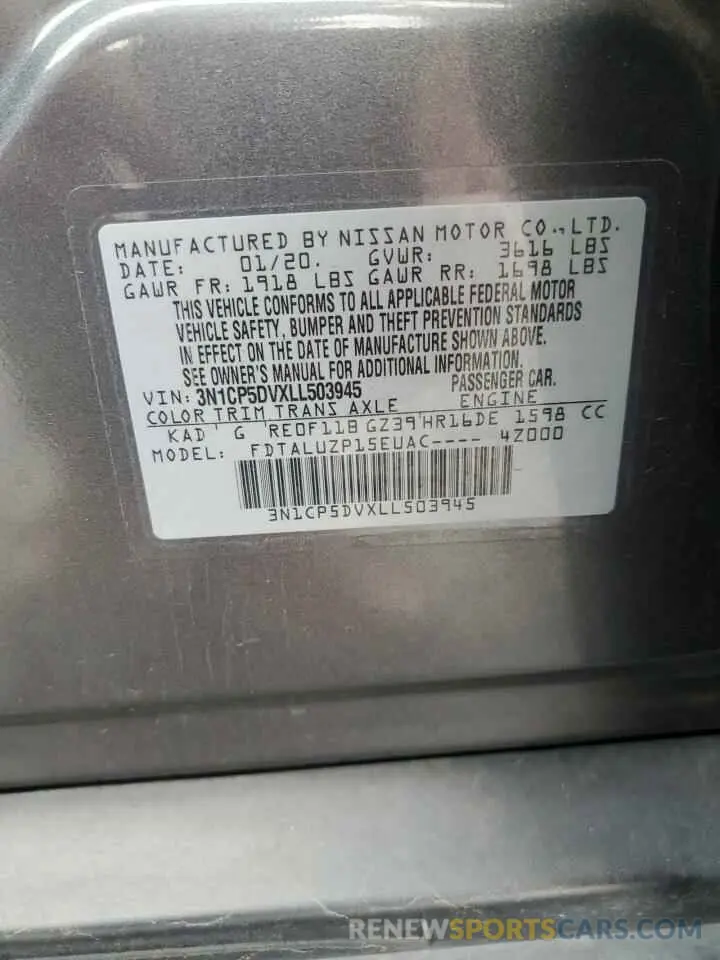 MANUFACTURED BY NISSAN MOTOR CO.,LTD.
DATE: 01/20. GVWR: 3616 LBS
GAWR FR: 1918 LBS GAWR RR: 1698 LBS
THIS VEHICLE CONFORMS TO ALL APPLICABLE FEDERAL MOTOR
VEHICLE SAFETY, BUMPER AND THEFT PREVENTION STANDARDS
IN EFFECT ON THE DATE OF MANUFACTURE SHOWN ABOVE.
SEE OWNER'S MANUAL FOR ADDITIONAL INFORMATION.
VIN: 3N1CP5DVXLL503945 PASSENGER CAR.
COLOR TRIM TRANS AXLE ENGINE
KAD G RE0F11B GZ39 HR16DE 1598 CC
MODEL: FDTALUZP15EUAC---- 4Z000
3N1CP5DVXLL503945
RENEWSPORTSCARS.COM